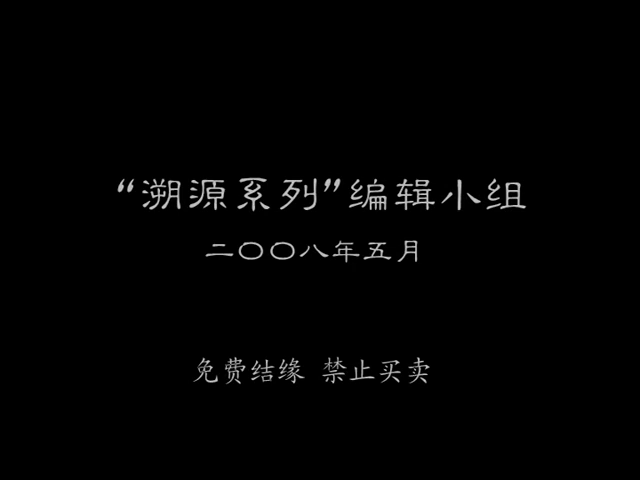 “溯源系列”编辑小组
二〇〇八年五月
免费结缘 禁止买卖